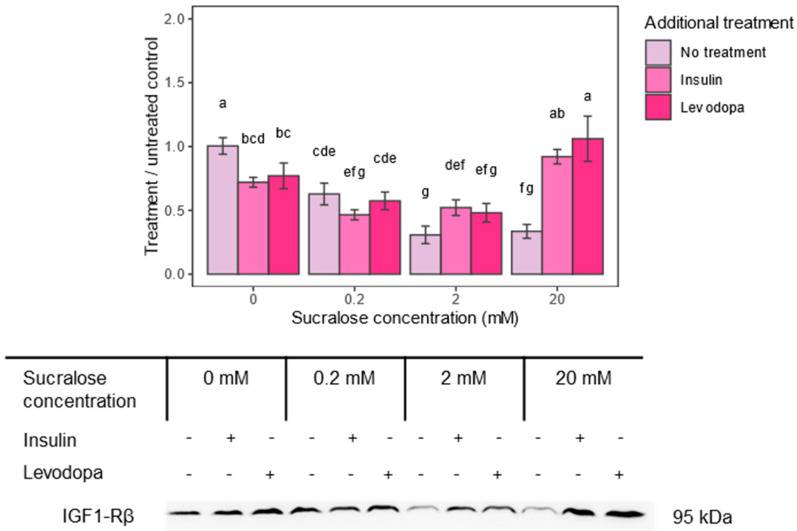 Additional treatment
No treatment
Insulin
Levodopa
Treatment / untreated control
2.0
1.5
1.0
0.5
0.0
a
bcd
bc
cde
efg
cde
g
def
efg
fg
ab
a
0
0.2
2
20
Sucralose concentration (mM)
Sucralose concentration
0 mM
0.2 mM
2 mM
20 mM
Insulin
- + - - + - - + - - + -
Levodopa
- - + - - + - - + - - +
IGF1-Rβ
95 kDa